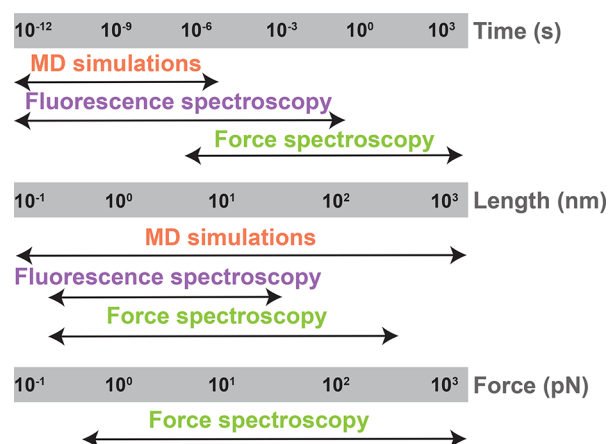 10⁻¹² 10⁻⁹ 10⁻⁶ 10⁻³ 10⁰ 10³ Time (s)
MD simulations
Fluorescence spectroscopy
Force spectroscopy
10⁻¹ 10⁰ 10¹ 10² 10³ Length (nm)
MD simulations
Fluorescence spectroscopy
Force spectroscopy
10⁻¹ 10⁰ 10¹ 10² 10³ Force (pN)
Force spectroscopy